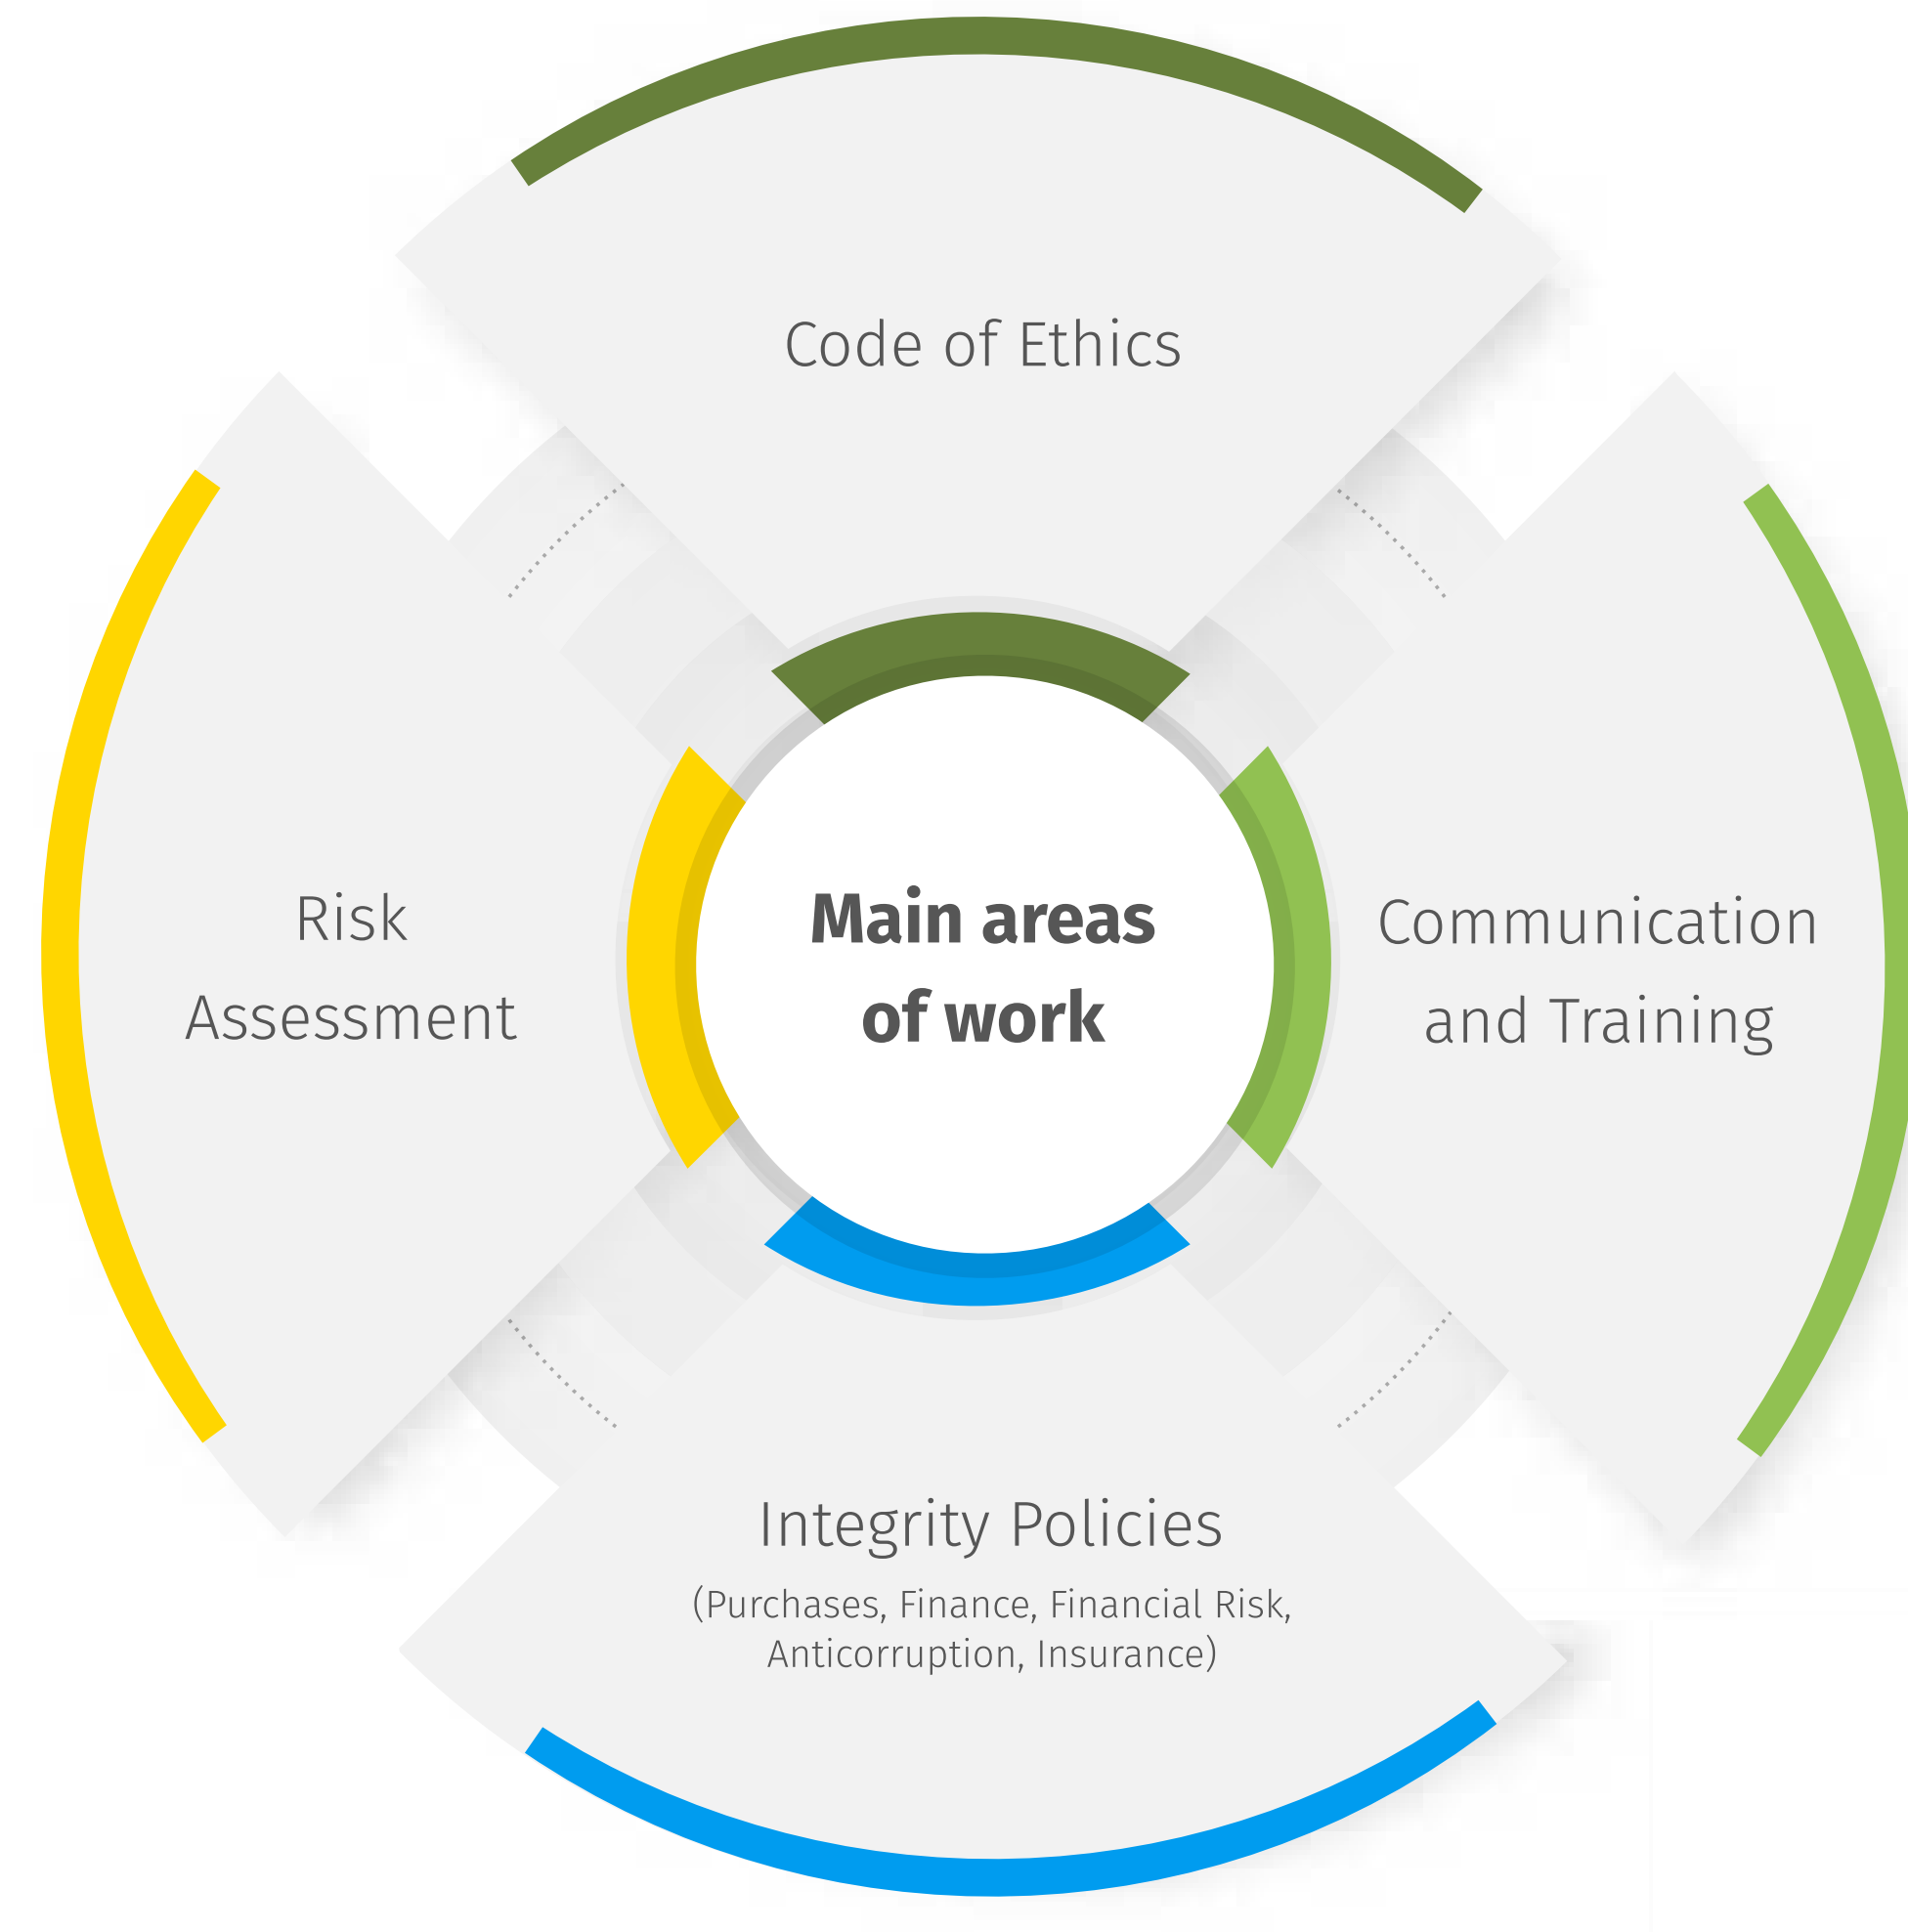 Code of Ethics
Risk
Assessment
Main areas
of work
Communication
and Training
Integrity Policies
(Purchases, Finance, Financial Risk,
Anticorruption, Insurance)